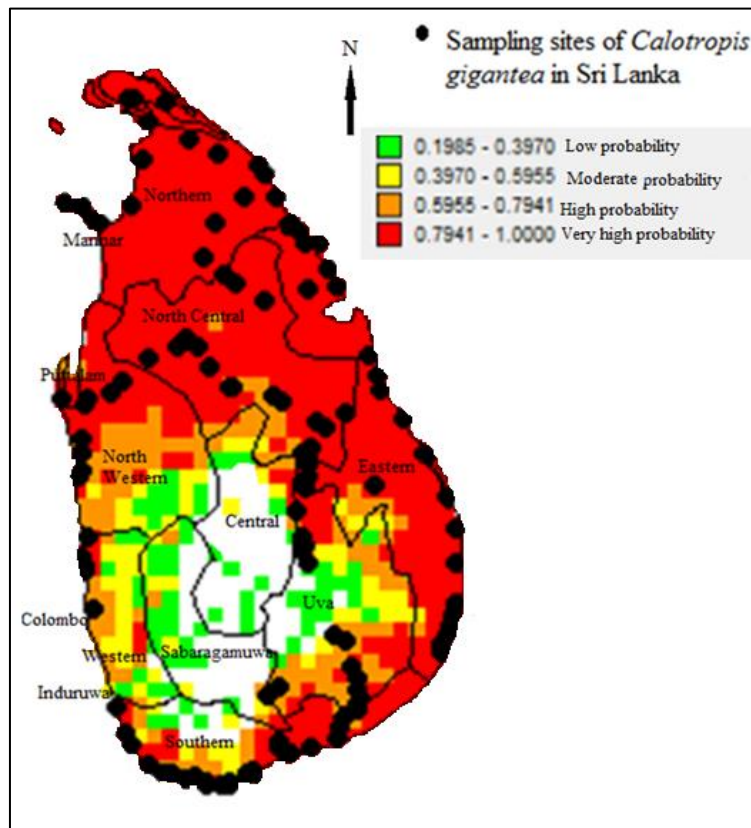 Sampling sites of Calotropis
gigantea in Sri Lanka
N
0.1985 - 0.3970 Low probability
0.3970 - 0.5955 Moderate probability
0.5955 - 0.7941 High probability
0.7941 - 1.0000 Very high probability
Northern
Mannar
North Central
Puttalam
North
Western
Eastern
Central
Uva
Colombo
Western
Sabaragamuwa
Induruwa
Southern